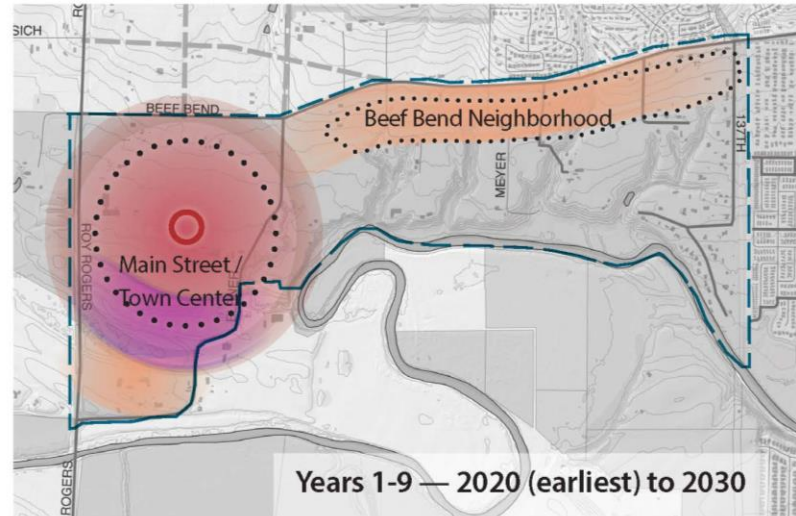 SICH
RO
BEEF BEND
Beef Bend Neighborhood
137TH
MEYER
ROY ROGERS
Main Street /
Town Center
ROGERS
Years 1-9 — 2020 (earliest) to 2030